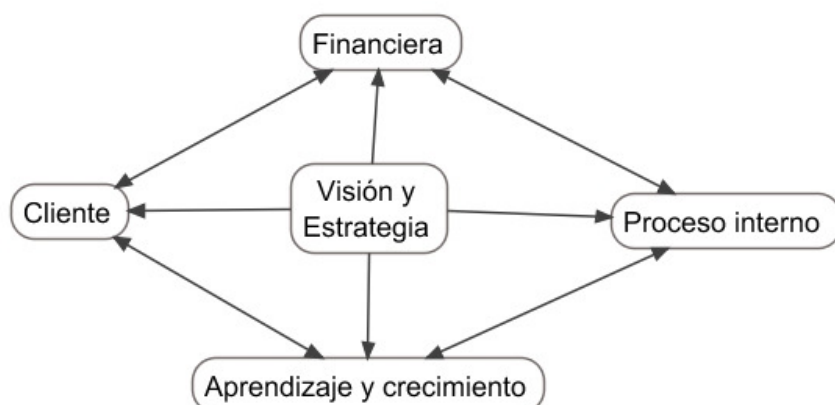 Financiera
Cliente
Visión y
Estrategia
Proceso interno
Aprendizaje y crecimiento